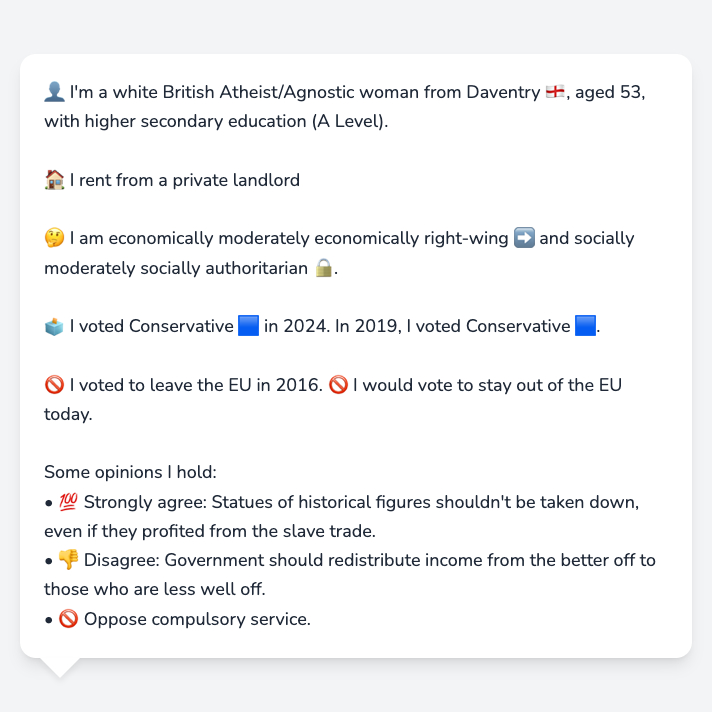 👤 I'm a white British Atheist/Agnostic woman from Daventry 🏴󠁧󠁢󠁥󠁮󠁧󠁿, aged 53,
with higher secondary education (A Level).
🏠 I rent from a private landlord
🤔 I am economically moderately economically right-wing ➡️ and socially
moderately socially authoritarian 🔒.
🗳️ I voted Conservative 🟦 in 2024. In 2019, I voted Conservative 🟦.
🚫 I voted to leave the EU in 2016. 🚫 I would vote to stay out of the EU
today.
Some opinions I hold:
• 💯 Strongly agree: Statues of historical figures shouldn't be taken down,
even if they profited from the slave trade.
• 👎 Disagree: Government should redistribute income from the better off to
those who are less well off.
• 🚫 Oppose compulsory service.